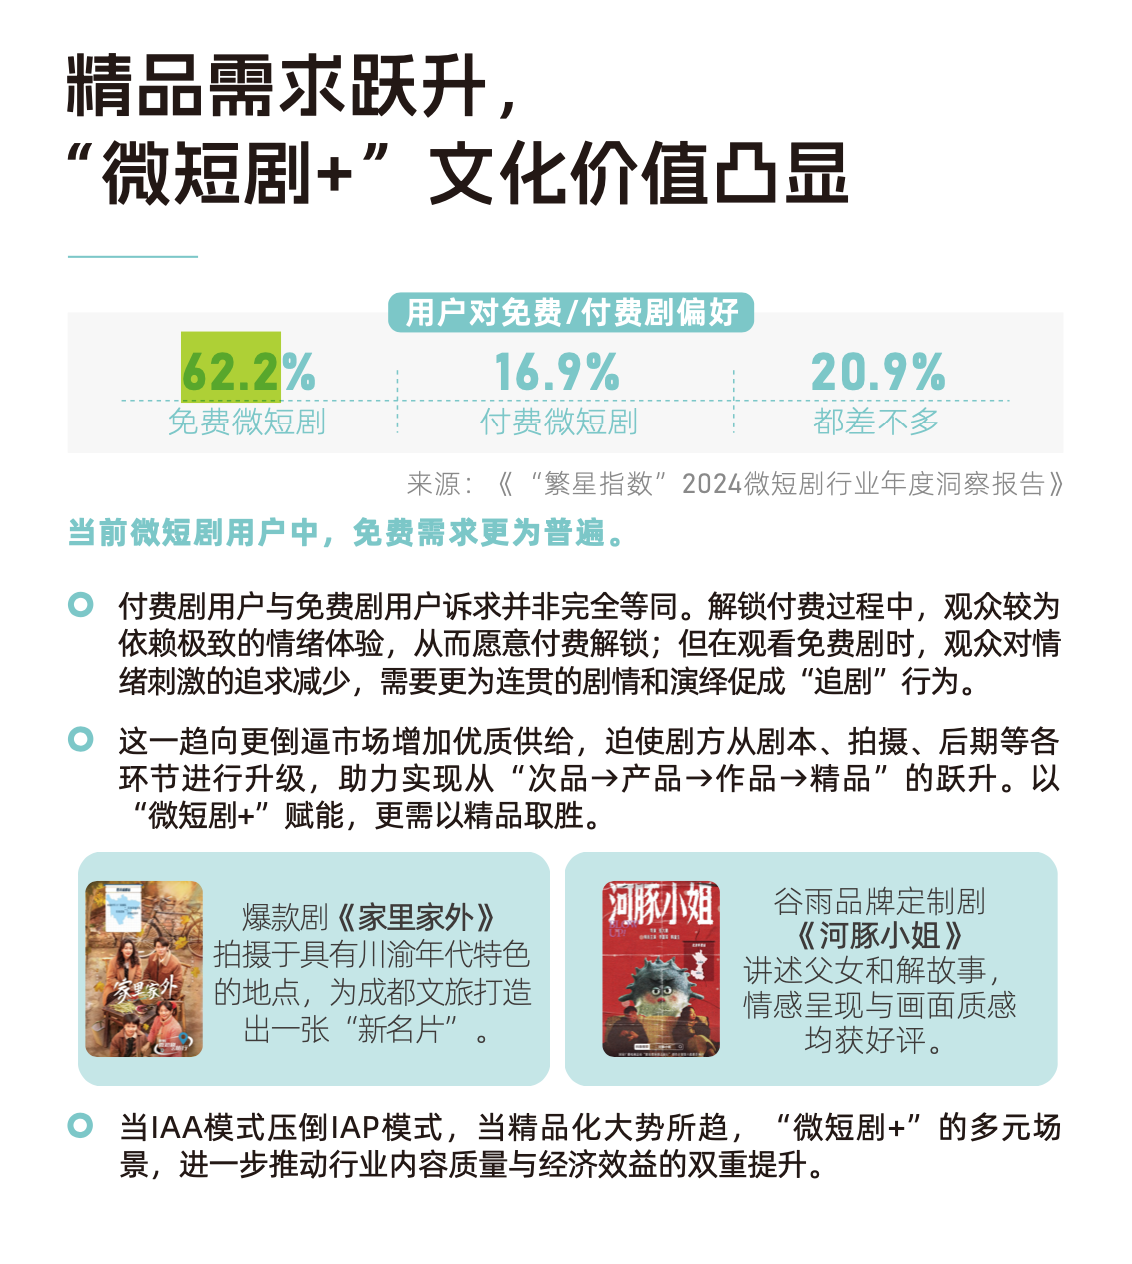 精品需求跃升，
“微短剧+”文化价值凸显
用户对免费/付费剧偏好
62.2% 16.9% 20.9%
免费微短剧 付费微短剧 都差不多
来源：《“繁星指数”2024微短剧行业年度洞察报告》
当前微短剧用户中，免费需求更为普遍。
付费剧用户与免费剧用户诉求并非完全等同。解锁付费过程中，观众较为
依赖极致的情绪体验，从而愿意付费解锁；但在观看免费剧时，观众对情
绪刺激的追求减少，需要更为连贯的剧情和演绎促成“追剧”行为。
这一趋向更倒逼市场增加优质供给，迫使剧方从剧本、拍摄、后期等各
环节进行升级，助力实现从“次品→产品→作品→精品”的跃升。以
“微短剧+”赋能，更需以精品取胜。
家里家外
爆款剧《家里家外》
拍摄于具有川渝年代特色
的地点，为成都文旅打造
出一张“新名片”。
河豚小姐
谷雨品牌定制剧
《河豚小姐》
讲述父女和解故事，
情感呈现与画面质感
均获好评。
当IAA模式压倒IAP模式，当精品化大势所趋，“微短剧+”的多元场
景，进一步推动行业内容质量与经济效益的双重提升。